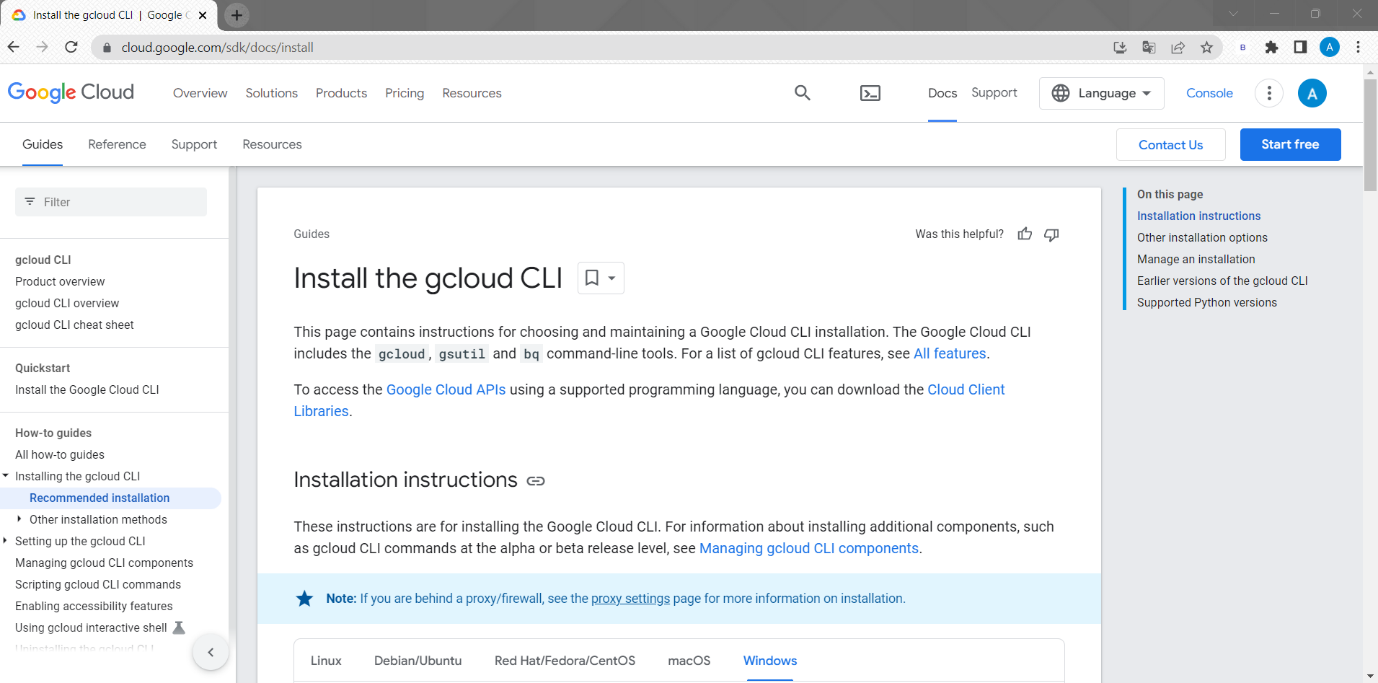 Install the gcloud CLI | Google C
cloud.google.com/sdk/docs/install
B
A
Google Cloud
Overview Solutions Products Pricing Resources
Docs Support Language Console A
Guides Reference Support Resources
Contact Us Start free
Filter
gcloud CLI
Product overview
gcloud CLI overview
gcloud CLI cheat sheet
Quickstart
Install the Google Cloud CLI
How-to guides
All how-to guides
Installing the gcloud CLI
Recommended installation
Other installation methods
Setting up the gcloud CLI
Managing gcloud CLI components
Scripting gcloud CLI commands
Enabling accessibility features
Using gcloud interactive shell
Uninstalling the gcloud CLI
Guides
Was this helpful?
Install the gcloud CLI
This page contains instructions for choosing and maintaining a Google Cloud CLI installation. The Google Cloud CLI
includes the gcloud, gsutil and bq command-line tools. For a list of gcloud CLI features, see All features.
To access the Google Cloud APIs using a supported programming language, you can download the Cloud Client
Libraries.
Installation instructions
These instructions are for installing the Google Cloud CLI. For information about installing additional components, such
as gcloud CLI commands at the alpha or beta release level, see Managing gcloud CLI components.
Note: If you are behind a proxy/firewall, see the proxy settings page for more information on installation.
Linux Debian/Ubuntu Red Hat/Fedora/CentOS macOS Windows
On this page
Installation instructions
Other installation options
Manage an installation
Earlier versions of the gcloud CLI
Supported Python versions